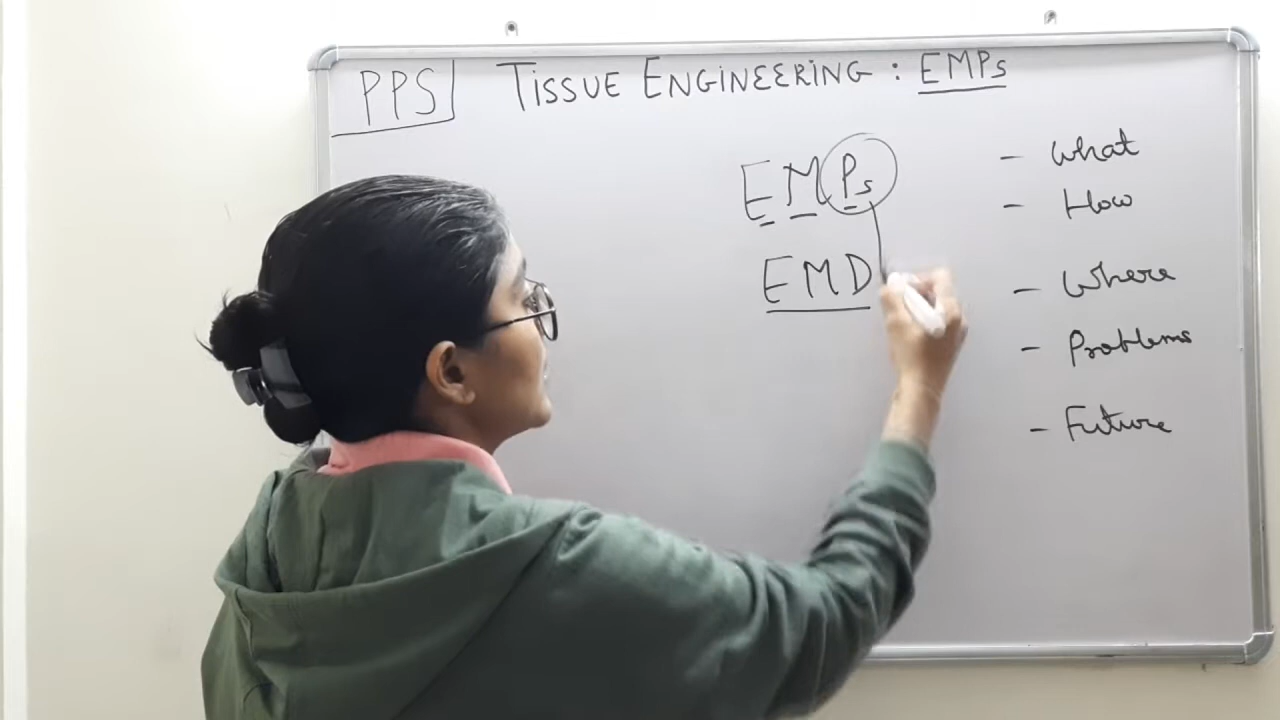 PPS TISSUE ENGINEERING : EMPs
EMPs
EMD
- What
- How
- Where
- Problems
- Future